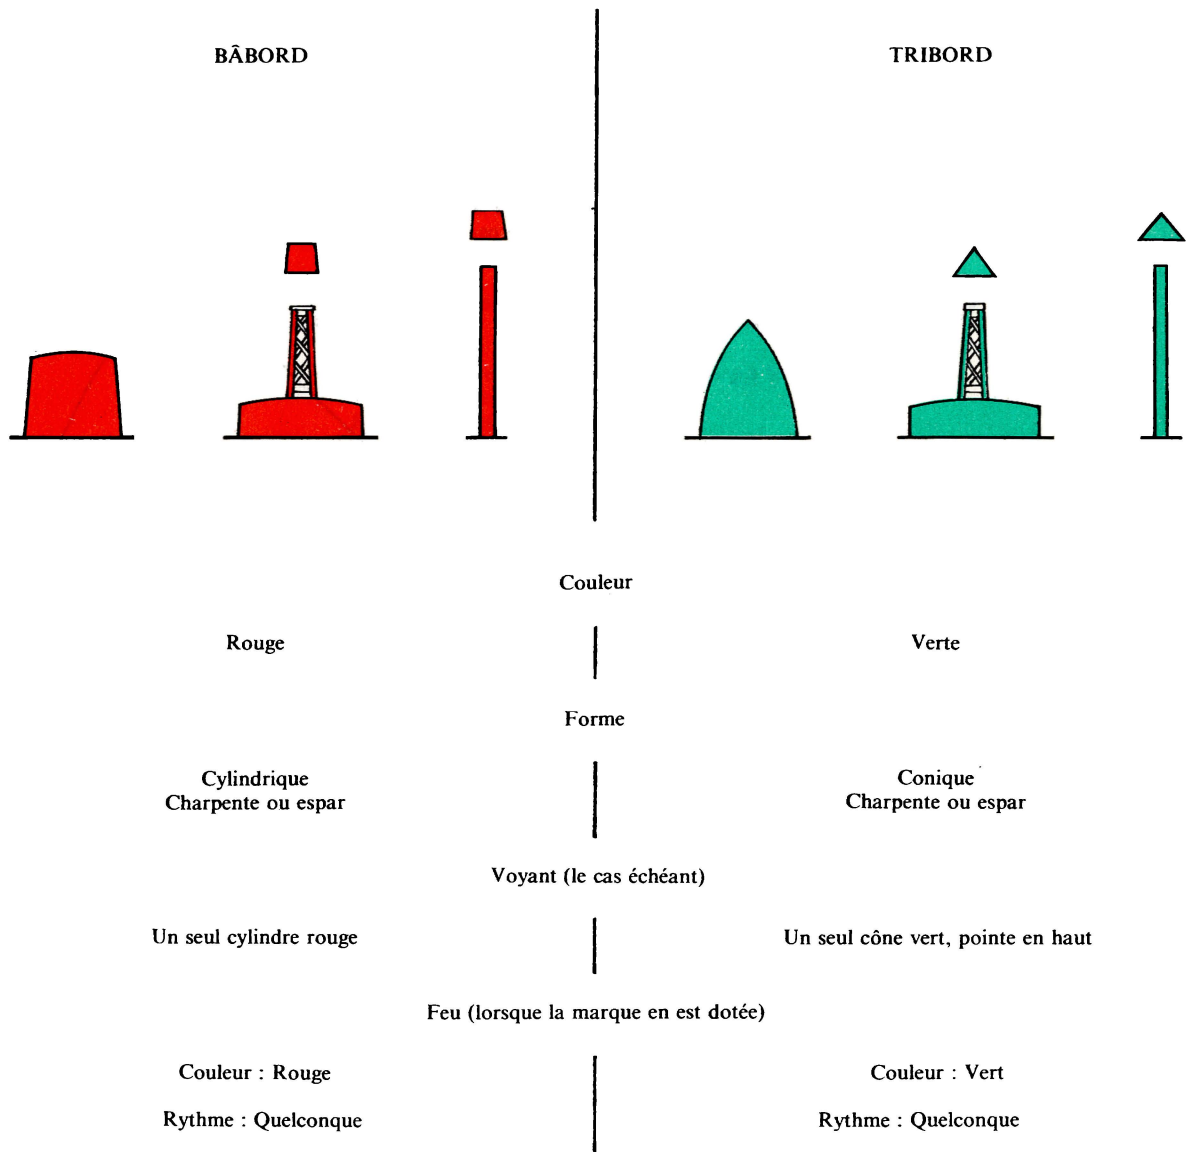 BÂBORD
TRIBORD
Couleur
Rouge
Verte
Forme
Cylindrique
Charpente ou espar
Conique
Charpente ou espar
Voyant (le cas échéant)
Un seul cylindre rouge
Un seul cône vert, pointe en haut
Feu (lorsque la marque en est dotée)
Couleur : Rouge
Couleur : Vert
Rythme : Quelconque
Rythme : Quelconque